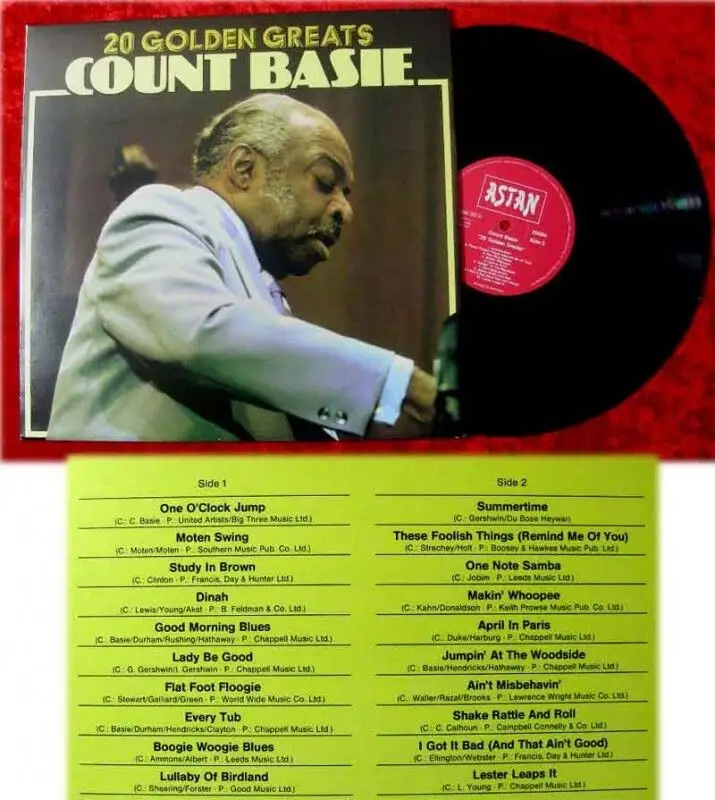 20 GOLDEN GREATS
COUNT BASIE
ASTAN
Count Basie
"20 Golden Greats"
Side 2
Side 1
One O'Clock Jump
(C.: C. Basie · P.: United Artists/Big Three Music Ltd.)
Moten Swing
(C.: Moten/Moten · P.: Southern Music Pub. Co. Ltd.)
Study In Brown
(C.: Clinton · P.: Francis, Day & Hunter Ltd.)
Dinah
(C.: Lewis/Young/Akst · P.: B. Feldman & Co. Ltd.)
Good Morning Blues
(C.: Basie/Durham/Rushing/Hathaway · P.: Chappell Music Ltd.)
Lady Be Good
(C.: G. Gershwin/I. Gershwin · P.: Chappell Music Ltd.)
Flat Foot Floogie
(C.: Stewart/Galliard/Green · P.: World Wide Music Co. Ltd.)
Every Tub
(C.: Basie/Durham/Hendricks/Clayton · P.: Chappell Music Ltd.)
Boogie Woogie Blues
(C.: Ammons/Albert · P.: Leeds Music Ltd.)
Lullaby Of Birdland
(C.: Shearing/Forster · P.: Good Music Ltd.)
Side 2
Summertime
(C.: Gershwin/Du Bose Heywar)
These Foolish Things (Remind Me Of You)
(C.: Strachey/Holt · P.: Boosey & Hawkes Music Pub. Ltd.)
One Note Samba
(C.: Jobim · P.: Leeds Music Ltd.)
Makin' Whoopee
(C.: Kahn/Donaldson · P.: Keith Prowse Music Pub. Co. Ltd.)
April In Paris
(C.: Duke/Harburg · P.: Chappell Music Ltd.)
Jumpin' At The Woodside
(C.: Basie/Hendricks/Hathaway · P.: Chappell Music Ltd.)
Ain't Misbehavin'
(C.: Waller/Razaf/Brooks · P.: Lawrence Wright Music Co. Ltd.)
Shake Rattle And Roll
(C.: C. Calhoun · P.: Campbell Connelly & Co. Ltd.)
I Got It Bad (And That Ain't Good)
(C.: Ellington/Webster · P.: Francis, Day & Hunter Ltd.)
Lester Leaps It
(C.: L. Young · P.: Chappell Music Ltd.)